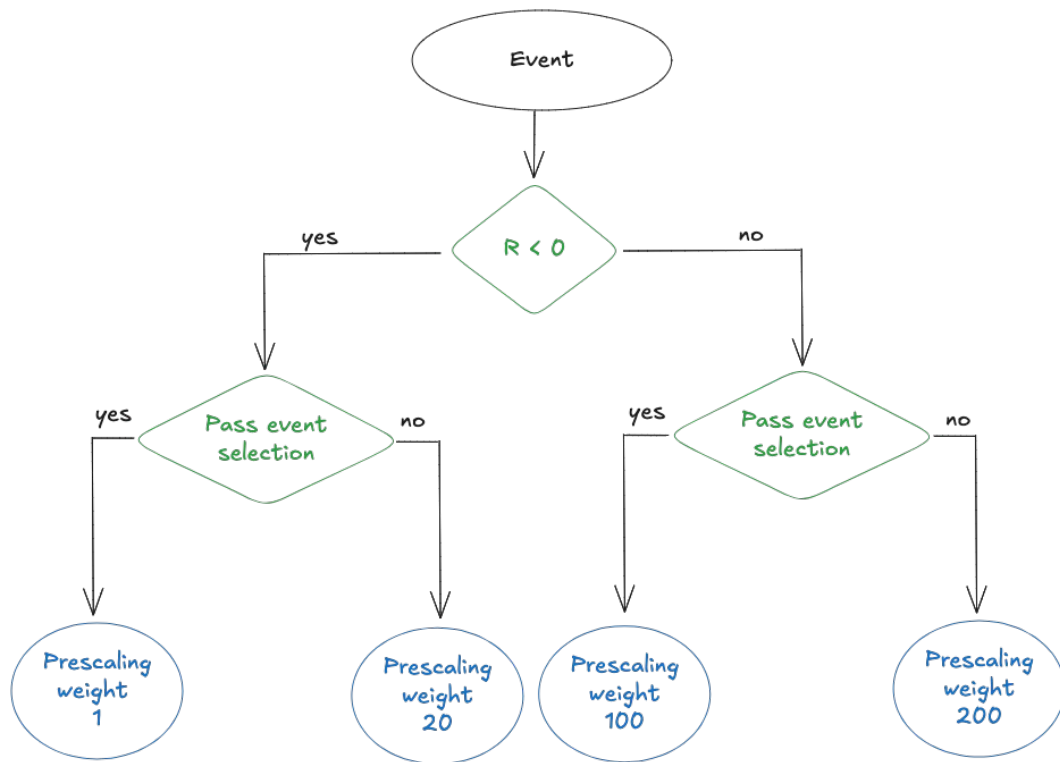 Event
yes
R < 0
no
yes
Pass event
selection
no
yes
Pass event
selection
no
Prescaling
weight
1
Prescaling
weight
20
Prescaling
weight
100
Prescaling
weight
200